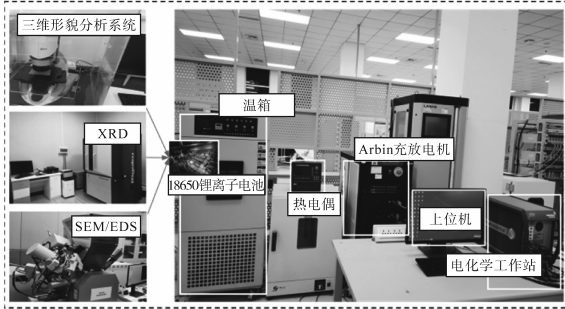 三维形貌分析系统
XRD
SEM/EDS
温箱
18650锂离子电池
热电偶
Arbin充放电机
上位机
电化学工作站